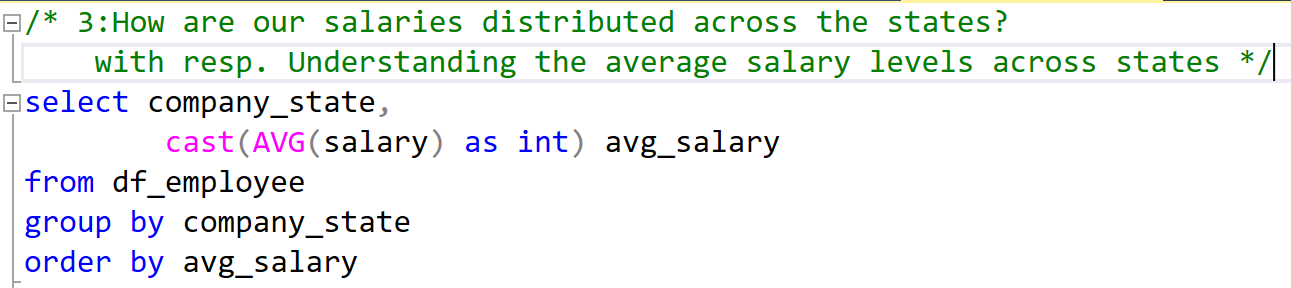 /* 3:How are our salaries distributed across the states?
with resp. Understanding the average salary levels across states */
select company_state,
cast(AVG(salary) as int) avg_salary
from df_employee
group by company_state
order by avg_salary